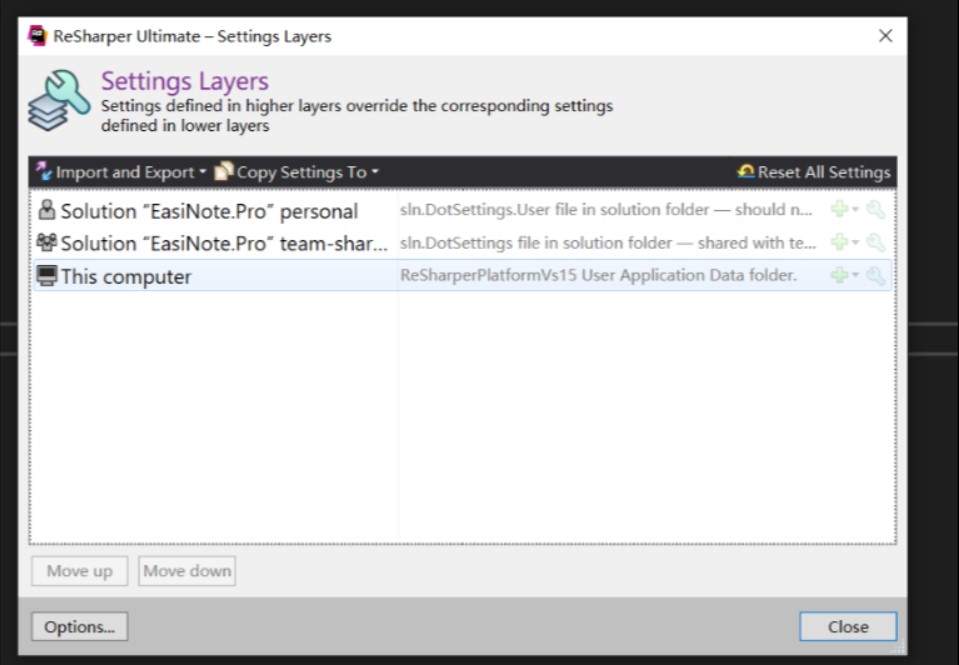 ReSharper Ultimate – Settings Layers
Settings Layers
Settings defined in higher layers override the corresponding settings
defined in lower layers
Import and Export Copy Settings To Reset All Settings
Solution “EasiNote.Pro” personal sln.DotSettings.User file in solution folder — should n...
Solution “EasiNote.Pro” team-shar... sln.DotSettings file in solution folder — shared with te...
This computer ReSharperPlatformVs15 User Application Data folder.
Move up Move down
Options... Close